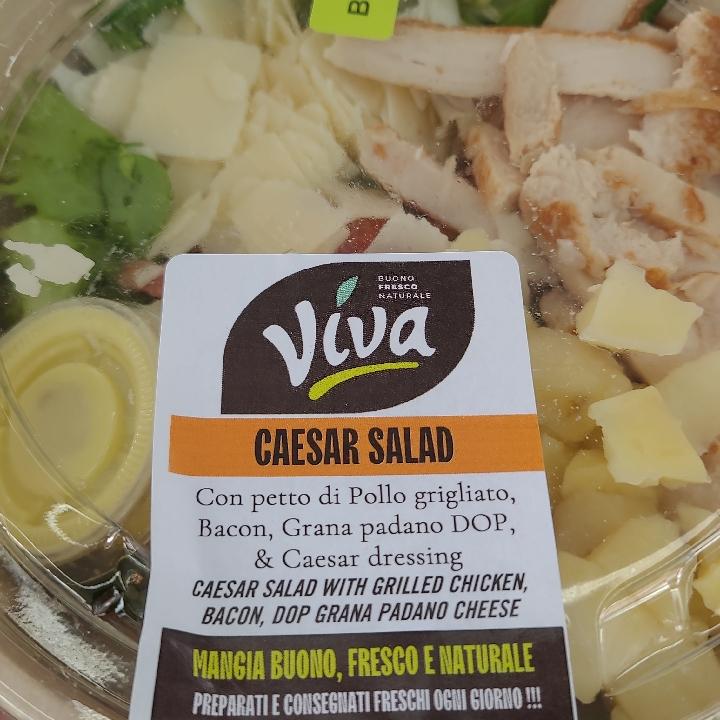 B
BUONO
FRESCO
NATURALE
Viva
CAESAR SALAD
Con petto di Pollo grigliato,
Bacon, Grana padano DOP,
& Caesar dressing
CAESAR SALAD WITH GRILLED CHICKEN,
BACON, DOP GRANA PADANO CHEESE
MANGIA BUONO, FRESCO E NATURALE
PREPARATI E CONSEGNATI FRESCHI OGNI GIORNO !!!